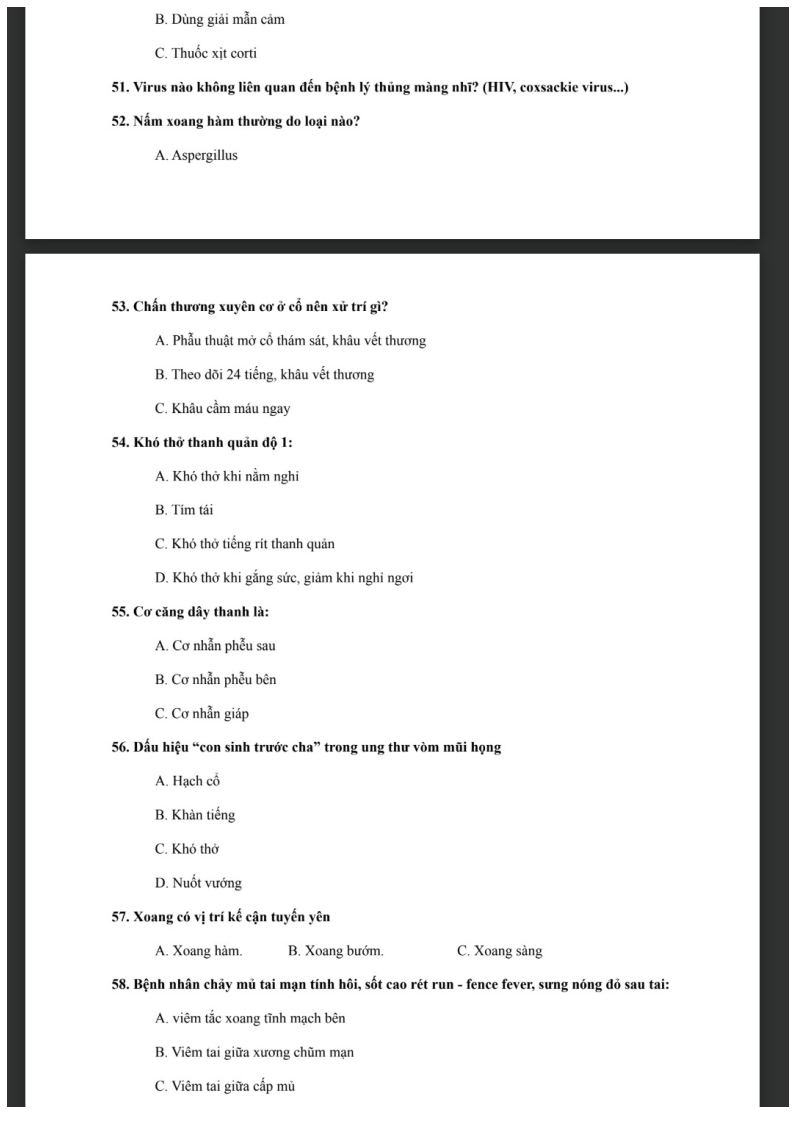 B. Dùng giải mẫn cảm
C. Thuốc xịt corti
51. Virus nào không liên quan đến bệnh lý thủng màng nhĩ? (HIV, coxsackie virus...)
52. Nấm xoang hàm thường do loại nào?
A. Aspergillus
53. Chấn thương xuyên cơ ở cổ nên xử trí gì?
A. Phẫu thuật mở cổ thám sát, khâu vết thương
B. Theo dõi 24 tiếng, khâu vết thương
C. Khâu cầm máu ngay
54. Khó thở thanh quản độ 1:
A. Khó thở khi nằm nghỉ
B. Tím tái
C. Khó thở tiếng rít thanh quản
D. Khó thở khi gắng sức, giảm khi nghỉ ngơi
55. Cơ căng dây thanh là:
A. Cơ nhẫn phễu sau
B. Cơ nhẫn phễu bên
C. Cơ nhẫn giáp
56. Dấu hiệu “con sinh trước cha” trong ung thư vòm mũi họng
A. Hạch cổ
B. Khàn tiếng
C. Khó thở
D. Nuốt vướng
57. Xoang có vị trí kế cận tuyến yên
A. Xoang hàm. B. Xoang bướm. C. Xoang sàng
58. Bệnh nhân chảy mủ tai mạn tính hôi, sốt cao rét run - fence fever, sưng nóng đỏ sau tai:
A. viêm tắc xoang tĩnh mạch bên
B. Viêm tai giữa xương chũm mạn
C. Viêm tai giữa cấp mủ